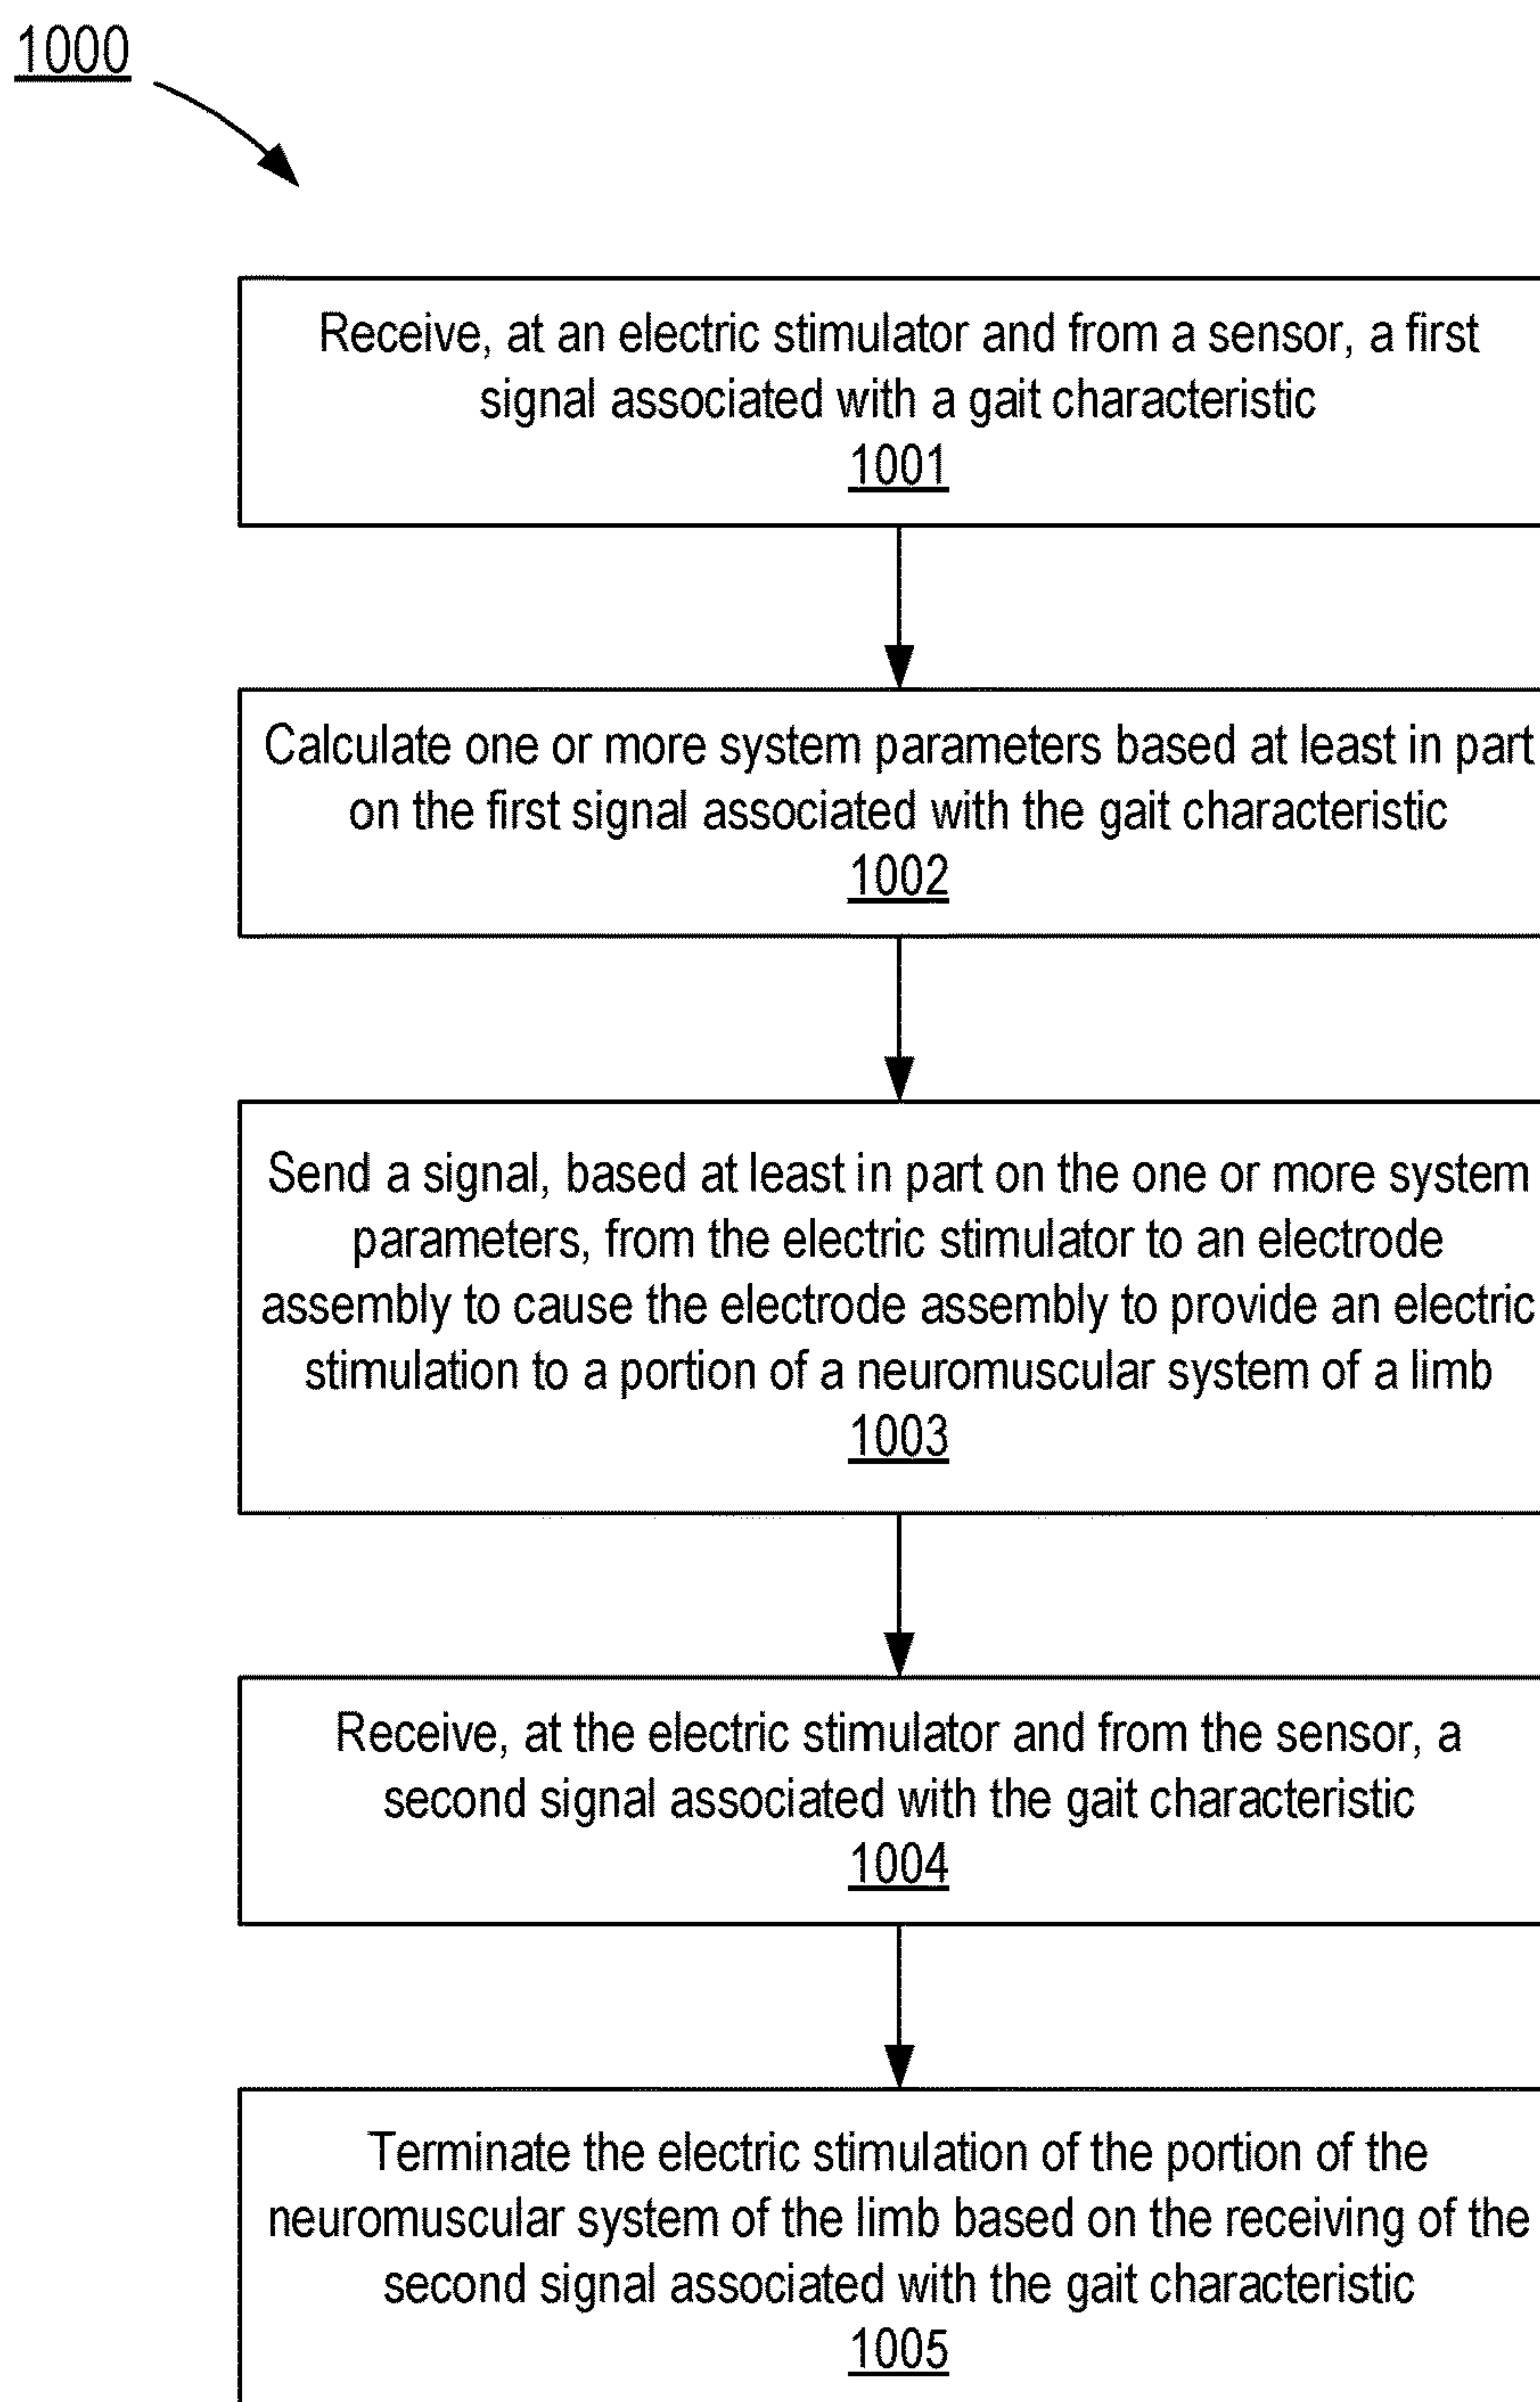 1000
Receive, at an electric stimulator and from a sensor, a first
signal associated with a gait characteristic
1001
Calculate one or more system parameters based at least in part
on the first signal associated with the gait characteristic
1002
Send a signal, based at least in part on the one or more system
parameters, from the electric stimulator to an electrode
assembly to cause the electrode assembly to provide an electric
stimulation to a portion of a neuromuscular system of a limb
1003
Receive, at the electric stimulator and from the sensor, a
second signal associated with the gait characteristic
1004
Terminate the electric stimulation of the portion of the
neuromuscular system of the limb based on the receiving of the
second signal associated with the gait characteristic
1005